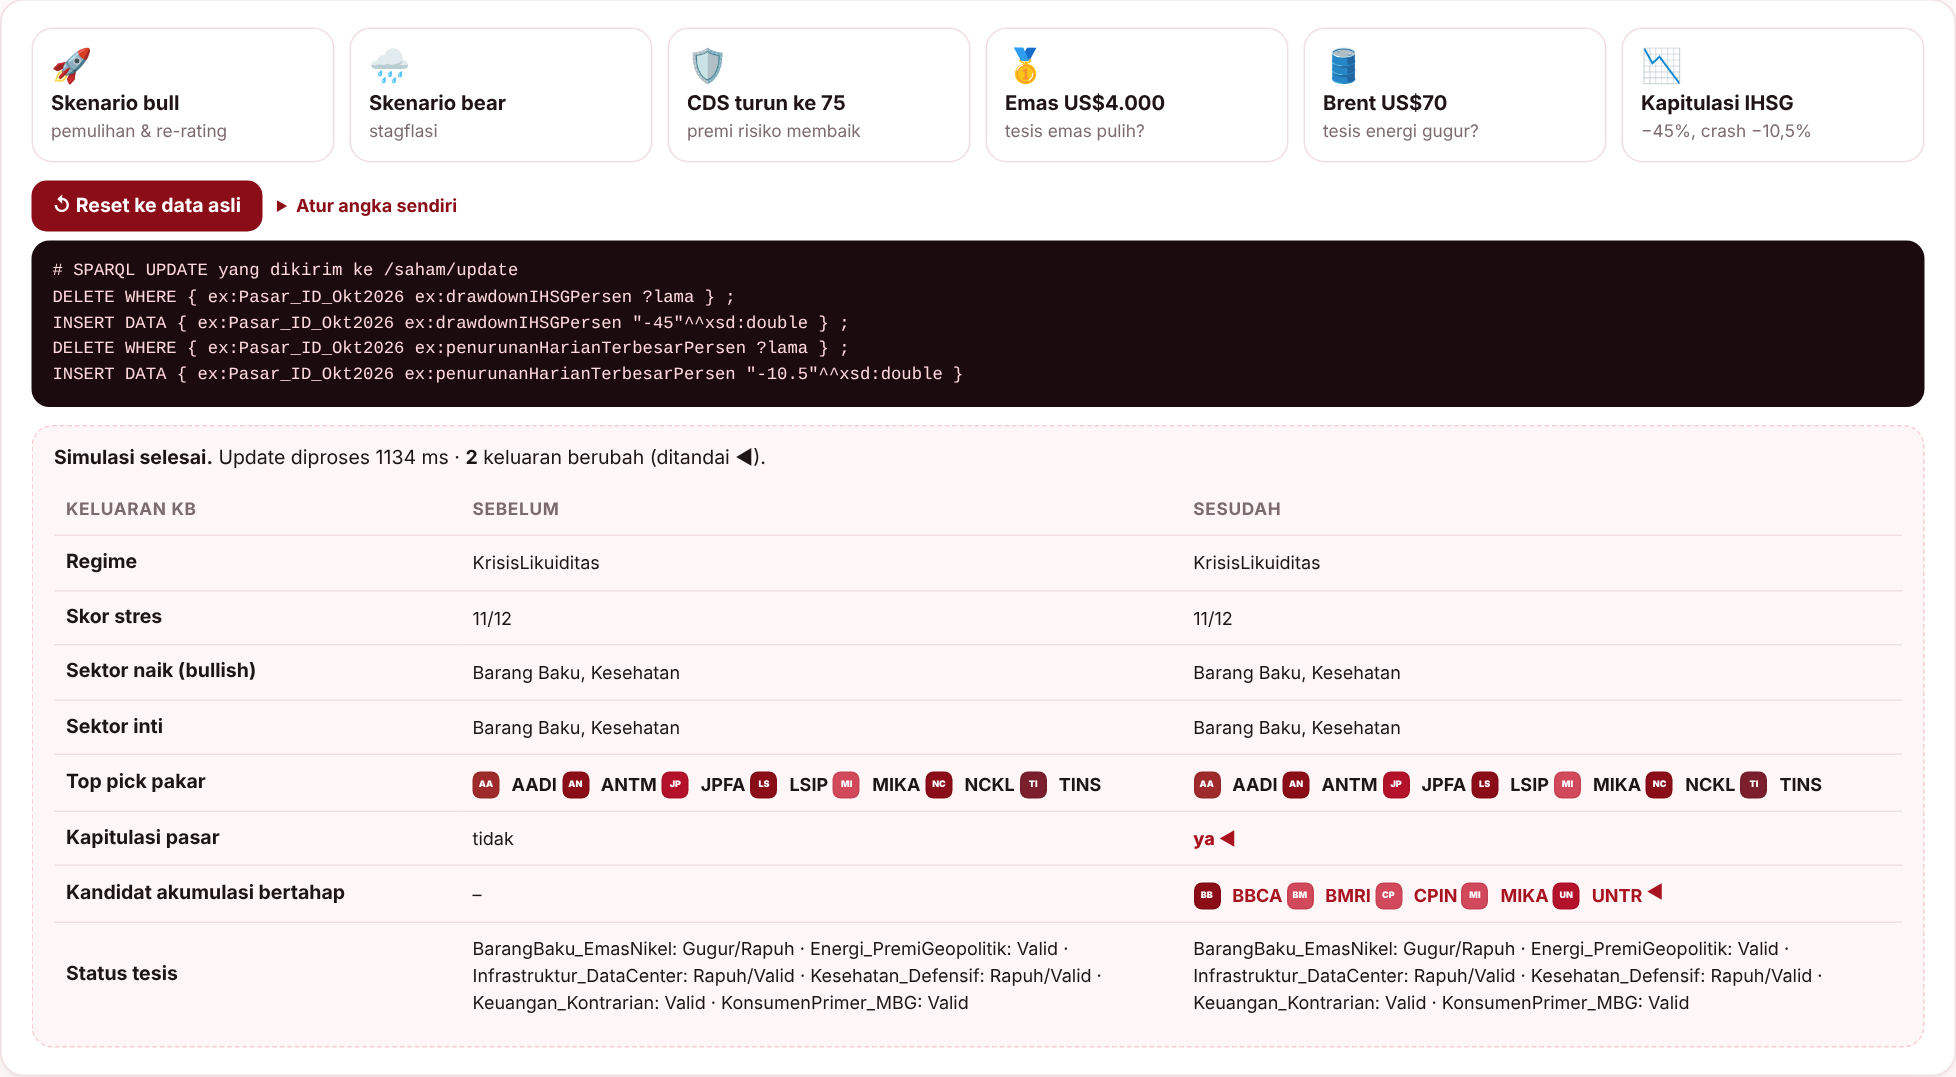 Skenario bull
pemulihan & re-rating
Skenario bear
stagflasi
CDS turun ke 75
premi risiko membaik
Emas US$4.000
tesis emas pulih?
Brent US$70
tesis energi gugur?
Kapitulasi IHSG
−45%, crash −10,5%
↺ Reset ke data asli
▶ Atur angka sendiri
# SPARQL UPDATE yang dikirim ke /saham/update
DELETE WHERE { ex:Pasar_ID_Okt2026 ex:drawdownIHSGPersen ?lama } ;
INSERT DATA { ex:Pasar_ID_Okt2026 ex:drawdownIHSGPersen "-45"^^xsd:double } ;
DELETE WHERE { ex:Pasar_ID_Okt2026 ex:penurunanHarianTerbesarPersen ?lama } ;
INSERT DATA { ex:Pasar_ID_Okt2026 ex:penurunanHarianTerbesarPersen "-10.5"^^xsd:double }
Simulasi selesai. Update diproses 1134 ms · 2 keluaran berubah (ditandai ◀).
KELUARAN KB SEBELUM SESUDAH
Regime KrisisLikuiditas KrisisLikuiditas
Skor stres 11/12 11/12
Sektor naik (bullish) Barang Baku, Kesehatan Barang Baku, Kesehatan
Sektor inti Barang Baku, Kesehatan Barang Baku, Kesehatan
Top pick pakar AA AADI AN ANTM JP JPFA LS LSIP MI MIKA NC NCKL TI TINS AA AADI AN ANTM JP JPFA LS LSIP MI MIKA NC NCKL TI TINS
Kapitulasi pasar tidak ya ◀
Kandidat akumulasi bertahap – BB BBCA BM BMRI CP CPIN MI MIKA UN UNTR ◀
Status tesis
BarangBaku_EmasNikel: Gugur/Rapuh · Energi_PremiGeopolitik: Valid ·
Infrastruktur_DataCenter: Rapuh/Valid · Kesehatan_Defensif: Rapuh/Valid ·
Keuangan_Kontrarian: Valid · KonsumenPrimer_MBG: Valid
BarangBaku_EmasNikel: Gugur/Rapuh · Energi_PremiGeopolitik: Valid ·
Infrastruktur_DataCenter: Rapuh/Valid · Kesehatan_Defensif: Rapuh/Valid ·
Keuangan_Kontrarian: Valid · KonsumenPrimer_MBG: Valid